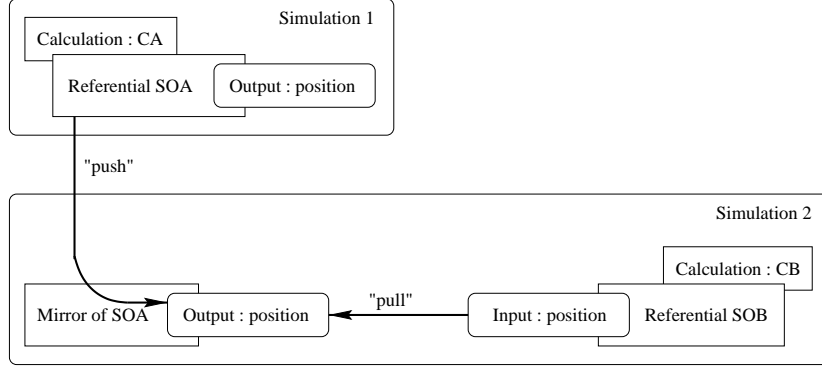 Simulation 1
Calculation : CA
Referential SOA
Output : position
"push"
Simulation 2
Calculation : CB
Mirror of SOA
Output : position
"pull"
Input : position
Referential SOB